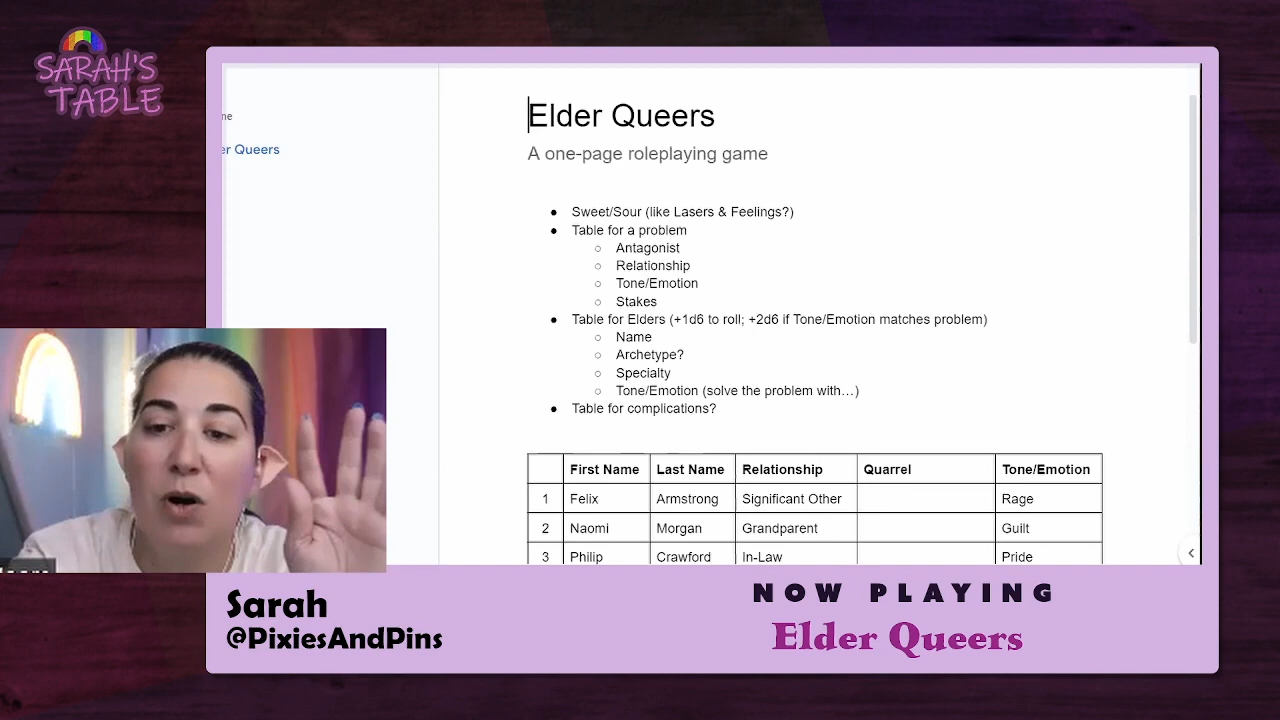 SARAH'S
TABLE
er Queers
Elder Queers
A one-page roleplaying game
● Sweet/Sour (like Lasers & Feelings?)
● Table for a problem
○ Antagonist
○ Relationship
○ Tone/Emotion
○ Stakes
● Table for Elders (+1d6 to roll; +2d6 if Tone/Emotion matches problem)
○ Name
○ Archetype?
○ Specialty
○ Tone/Emotion (solve the problem with…)
● Table for complications?
First Name Last Name Relationship Quarrel Tone/Emotion
1 Felix Armstrong Significant Other Rage
2 Naomi Morgan Grandparent Guilt
3 Philip Crawford In-Law Pride
Sarah
@PixiesAndPins
NOW PLAYING
Elder Queers